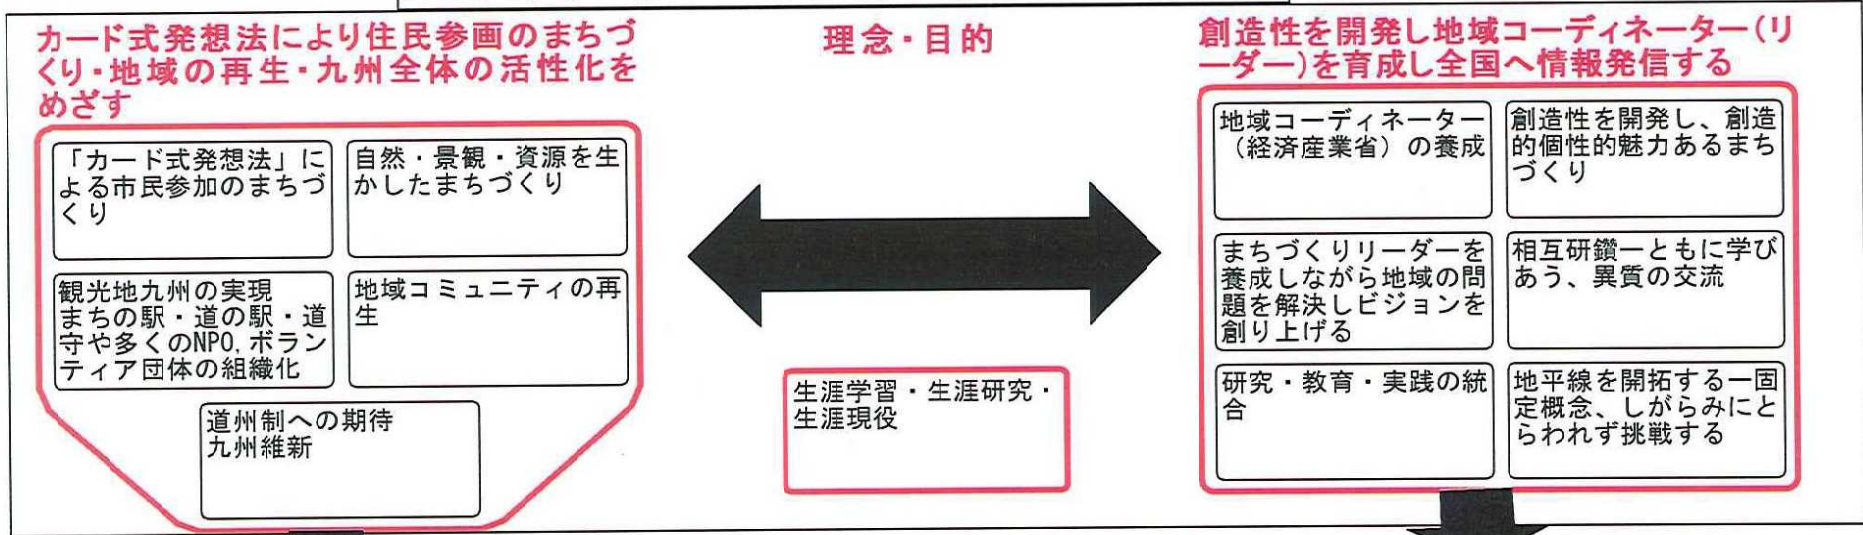 カード式発想法により住民参画のまちづ
くり・地域の再生・九州全体の活性化を
めざす
「カード式発想法」に
よる市民参加のまちづ
くり
自然・景観・資源を生
かしたまちづくり
観光地九州の実現
まちの駅・道の駅・道
守や多くのNPO,ボラン
ティア団体の組織化
地域コミュニティの再
生
道州制への期待
九州維新
理念・目的
生涯学習・生涯研究・
生涯現役
創造性を開発し地域コーディネーター(リ
ーダー)を育成し全国へ情報発信する
地域コーディネーター
(経済産業省)の養成
創造性を開発し、創造
的個性的魅力あるまち
づくり
まちづくりリーダーを
養成しながら地域の問
題を解決しビジョンを
創り上げる
相互研鑽ーともに学び
あう、異質の交流
研究・教育・実践の統
合
地平線を開拓するー固
定概念、しがらみにと
らわれず挑戦する